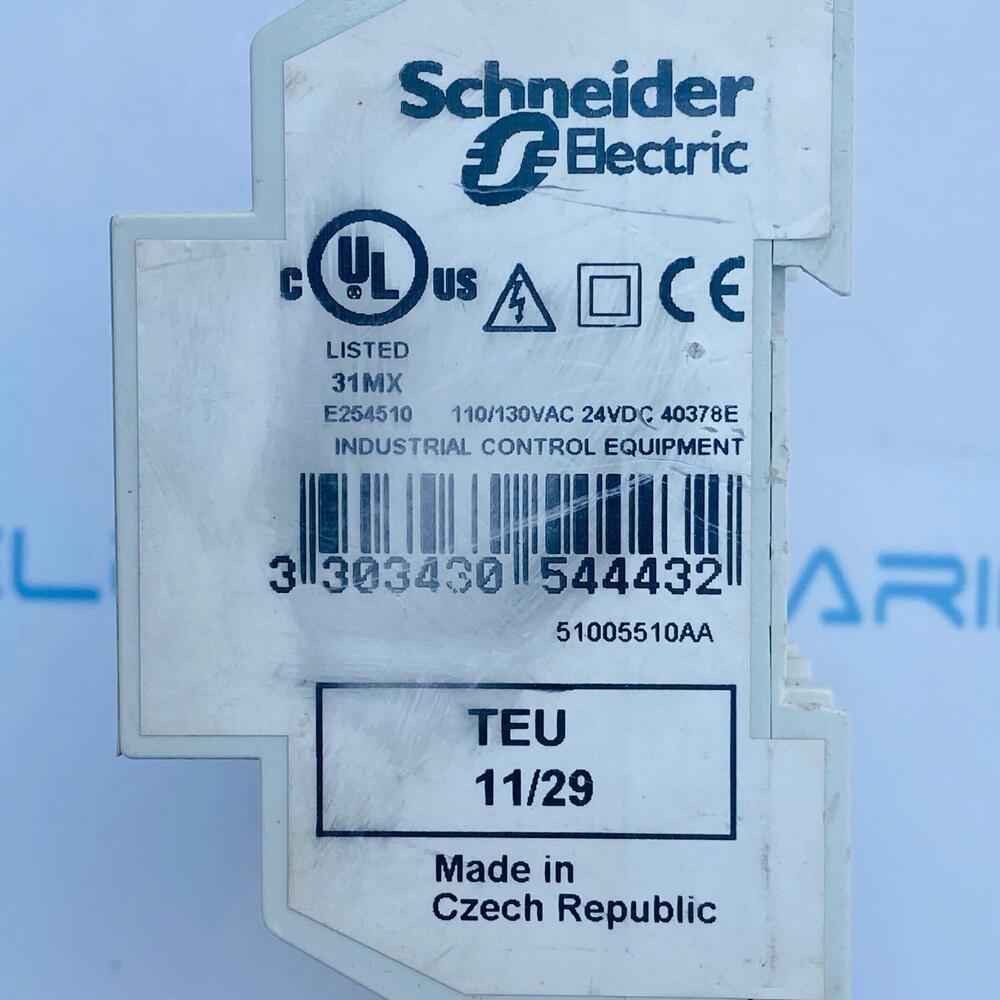 Schneider
Electric
C UL US CE
LISTED
31MX
E254510 110/130VAC 24VDC 40378E
INDUSTRIAL CONTROL EQUIPMENT
3 303430 544432
51005510AA
TEU
11/29
Made in
Czech Republic